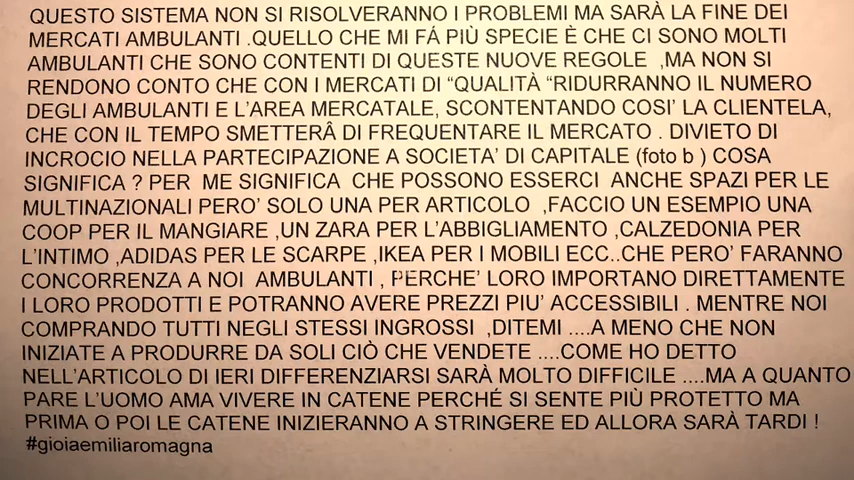 QUESTO SISTEMA NON SI RISOLVERANNO I PROBLEMI MA SARÀ LA FINE DEI
MERCATI AMBULANTI .QUELLO CHE MI FÁ PIÙ SPECIE È CHE CI SONO MOLTI
AMBULANTI CHE SONO CONTENTI DI QUESTE NUOVE REGOLE ,MA NON SI
RENDONO CONTO CHE CON I MERCATI DI “QUALITÀ “RIDURRANNO IL NUMERO
DEGLI AMBULANTI E L’AREA MERCATALE, SCONTENTANDO COSI’ LA CLIENTELA,
CHE CON IL TEMPO SMETTERÂ DI FREQUENTARE IL MERCATO . DIVIETO DI
INCROCIO NELLA PARTECIPAZIONE A SOCIETA’ DI CAPITALE (foto b ) COSA
SIGNIFICA ? PER ME SIGNIFICA CHE POSSONO ESSERCI ANCHE SPAZI PER LE
MULTINAZIONALI PERO’ SOLO UNA PER ARTICOLO ,FACCIO UN ESEMPIO UNA
COOP PER IL MANGIARE ,UN ZARA PER L’ABBIGLIAMENTO ,CALZEDONIA PER
L’INTIMO ,ADIDAS PER LE SCARPE ,IKEA PER I MOBILI ECC..CHE PERO’ FARANNO
CONCORRENZA A NOI AMBULANTI , PERCHE’ LORO IMPORTANO DIRETTAMENTE
I LORO PRODOTTI E POTRANNO AVERE PREZZI PIU’ ACCESSIBILI . MENTRE NOI
COMPRANDO TUTTI NEGLI STESSI INGROSSI ,DITEMI ....A MENO CHE NON
INIZIATE A PRODURRE DA SOLI CIÒ CHE VENDETE ....COME HO DETTO
NELL’ARTICOLO DI IERI DIFFERENZIARSI SARÀ MOLTO DIFFICILE ....MA A QUANTO
PARE L’UOMO AMA VIVERE IN CATENE PERCHÉ SI SENTE PIÙ PROTETTO MA
PRIMA O POI LE CATENE INIZIERANNO A STRINGERE ED ALLORA SARÀ TARDI !
#gioiaemiliaromagna